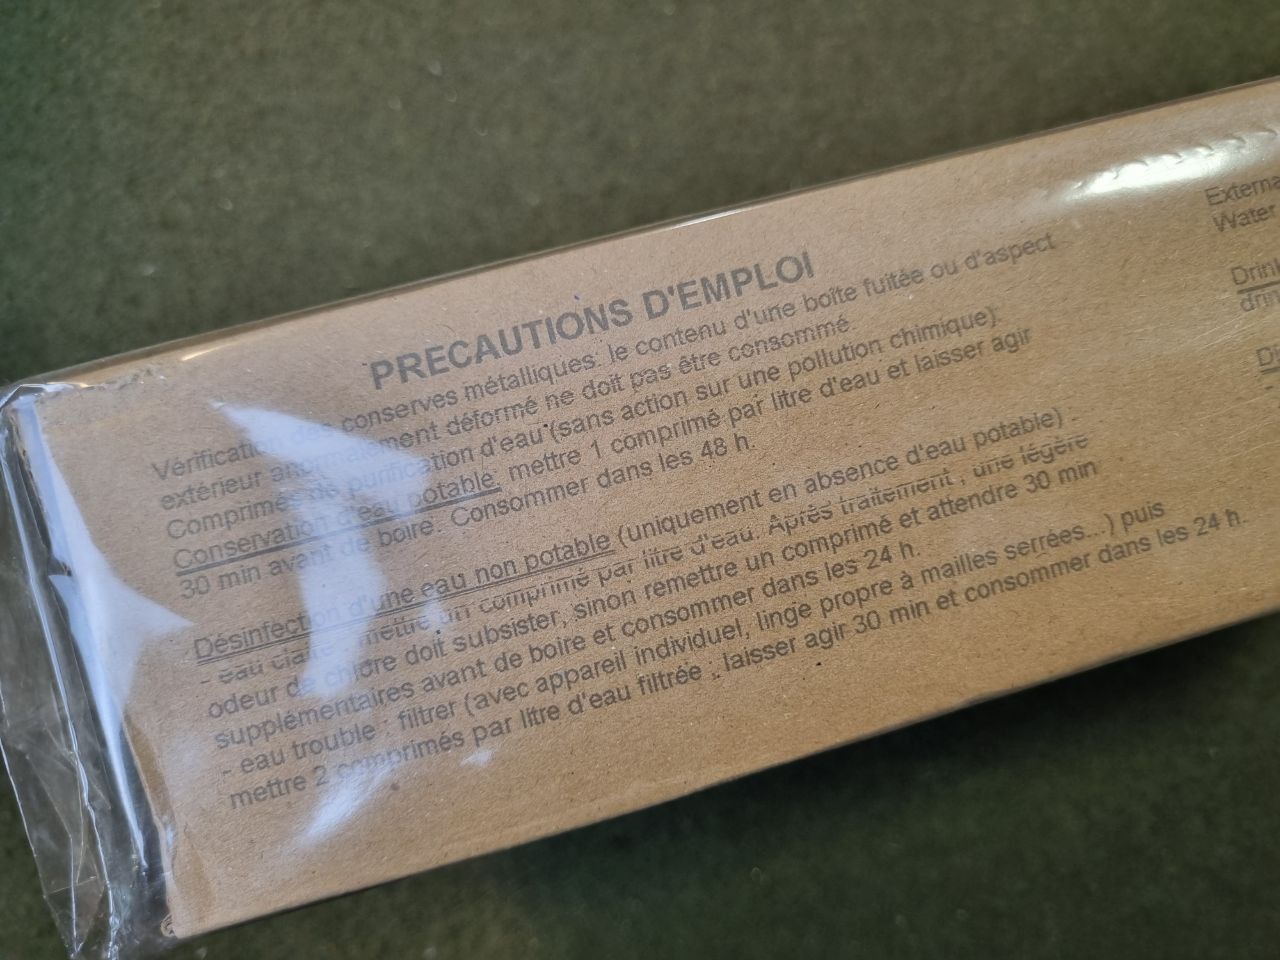 PRECAUTIONS D'EMPLOI
Vérification des conserves métalliques: le contenu d'une boîte fuitée ou d'aspect
extérieur anormalement déformé ne doit pas être consommé.
Comprimés de purification d'eau (sans action sur une pollution chimique):
Conservation d'eau potable, mettre 1 comprimé par litre d'eau et laisser agir
30 min avant de boire. Consommer dans les 48 h.
Désinfection d'une eau non potable (uniquement en absence d'eau potable) :
- eau claire : mettre un comprimé par litre d'eau. Après traitement, une légère
odeur de chlore doit subsister, sinon remettre un comprimé et attendre 30 min
supplémentaires avant de boire et consommer dans les 24 h.
- eau trouble : filtrer (avec appareil individuel, linge propre à mailles serrées...) puis
mettre 2 comprimés par litre d'eau filtrée ; laisser agir 30 min et consommer dans les 24 h.
Water